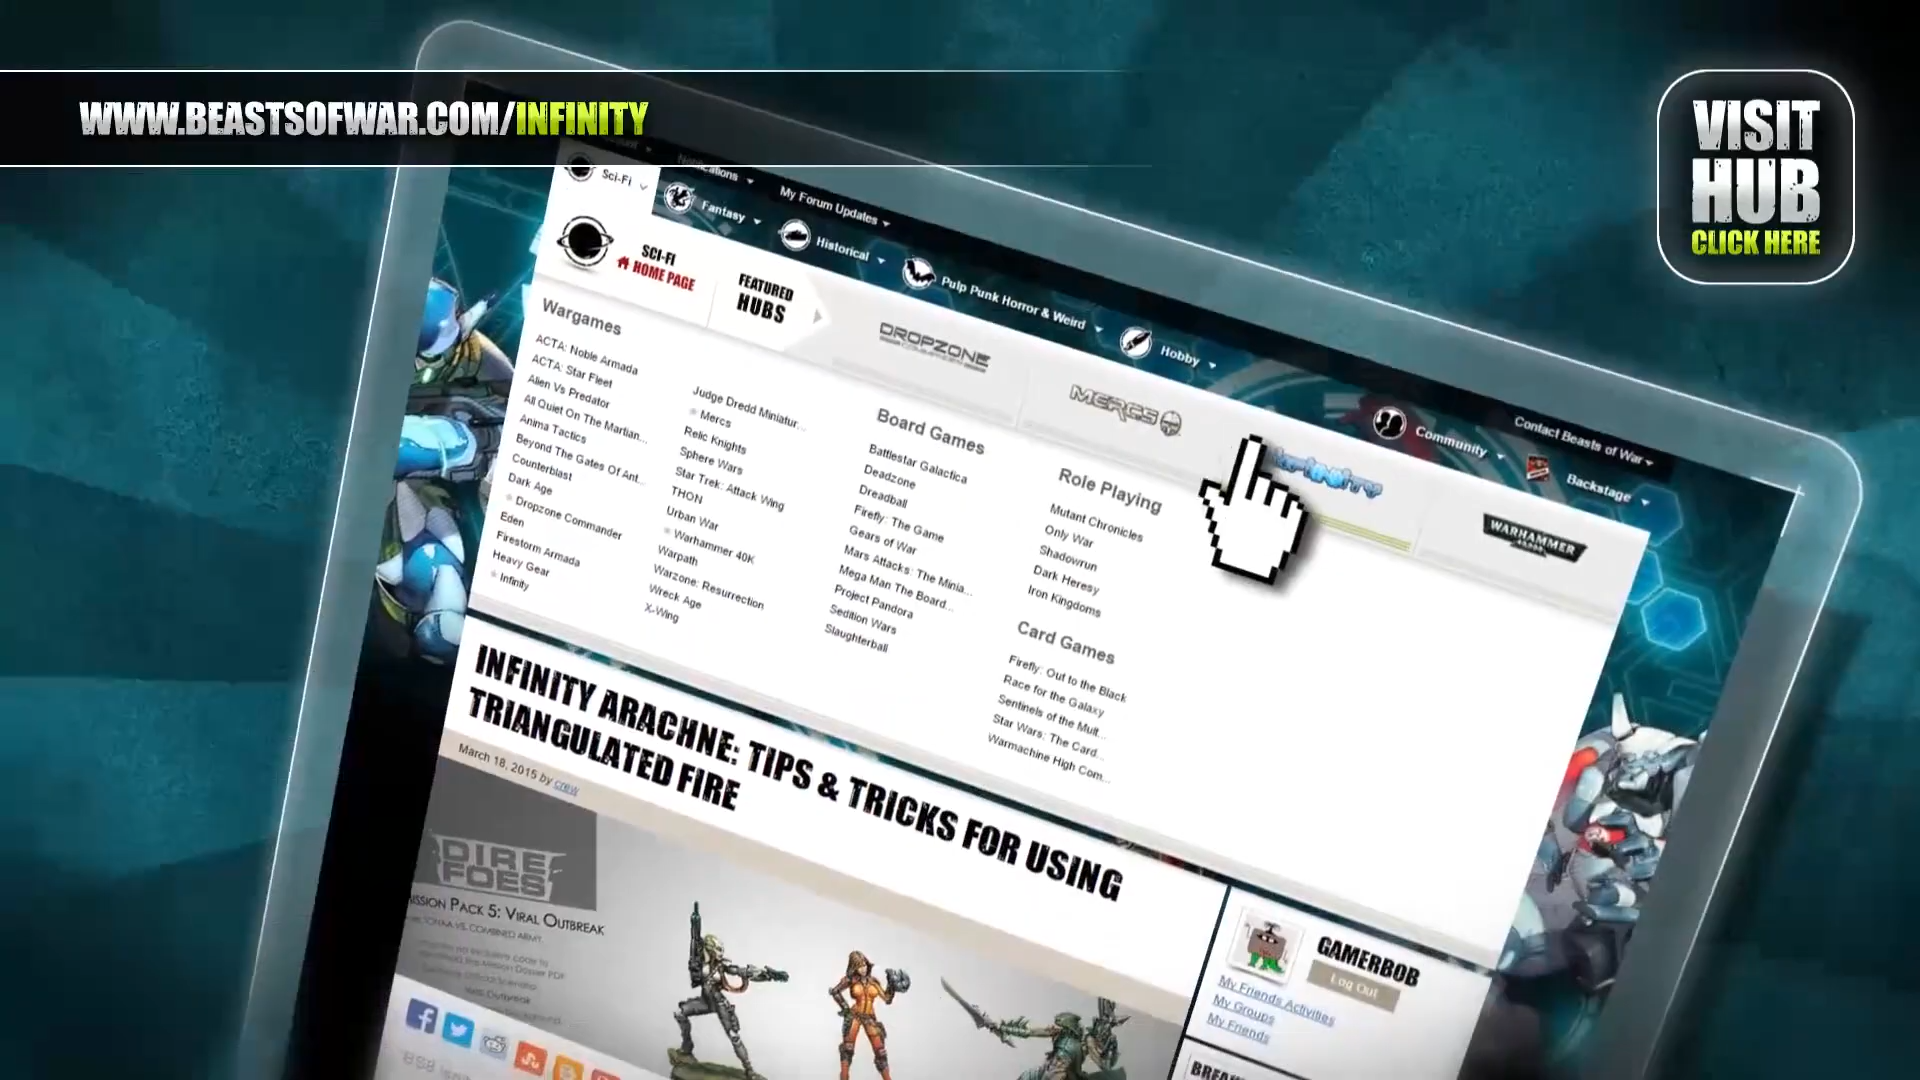 WWW.BEASTSOFWAR.COM/INFINITY
VISIT
HUB
CLICK HERE
Notifications
My Forum Updates
Sci-Fi
Fantasy
Historical
Pulp Punk Horror & Weird
Hobby
Community
Contact Beasts of War
Backstage
SCI-FI
HOME PAGE
FEATURED
HUBS
DROPZONE
MERCS
INFINITY
WARHAMMER
Wargames
ACTA: Noble Armada
ACTA: Star Fleet
Alien Vs Predator
All Quiet On The Martian...
Anima Tactics
Beyond The Gates Of Ant...
Counterblast
Dark Age
Dropzone Commander
Eden
Firestorm Armada
Heavy Gear
Infinity
Judge Dredd Miniatur...
Mercs
Relic Knights
Sphere Wars
Star Trek: Attack Wing
THON
Urban War
Warhammer 40K
Warpath
Warzone: Resurrection
Wreck Age
X-Wing
Board Games
Battlestar Galactica
Deadzone
Dreadball
Firefly: The Game
Gears of War
Mars Attacks: The Minia...
Mega Man The Board...
Project Pandora
Sedition Wars
Slaughterball
Role Playing
Mutant Chronicles
Only War
Shadowrun
Dark Heresy
Iron Kingdoms
Card Games
Firefly: Out to the Black
Race for the Galaxy
Sentinels of the Mult...
Star Wars: The Card...
Warmachine High Com...
INFINITY ARACHNE: TIPS & TRICKS FOR USING
TRIANGULATED FIRE
March 18, 2015 by crew
DIRE
FOES
MISSION PACK 5: VIRAL OUTBREAK
VS. COMBINED ARMY
GAMERBOB
Log Out
My Friends Activities
My Groups
My Friends